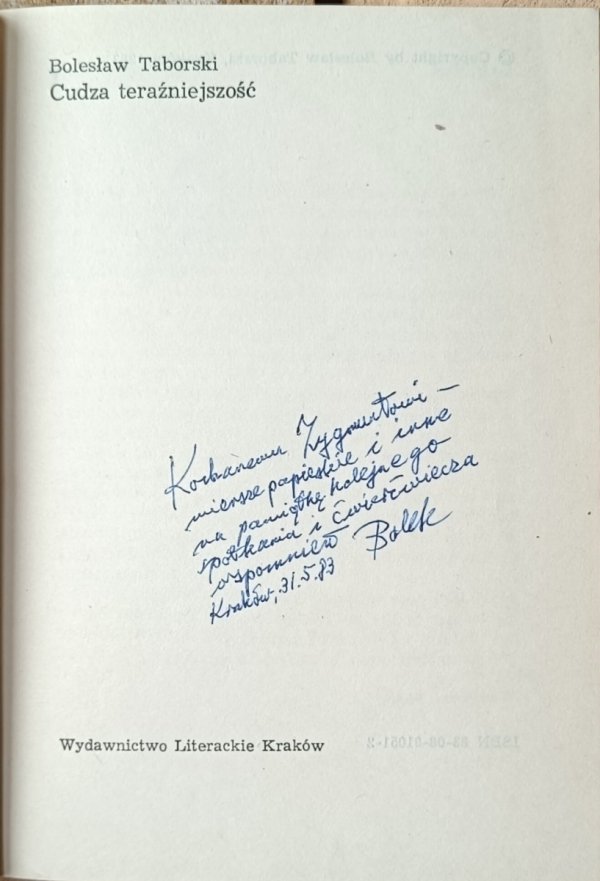 Bolesław Taborski
Cudza teraźniejszość
Kochanemu Zygmuntowi —
wiersze papieskie i inne
na pamiątkę kolejnego
spotkania i ćwierćwiecza
wspomnień Bolek
Kraków, 31.5.83
Wydawnictwo Literackie Kraków